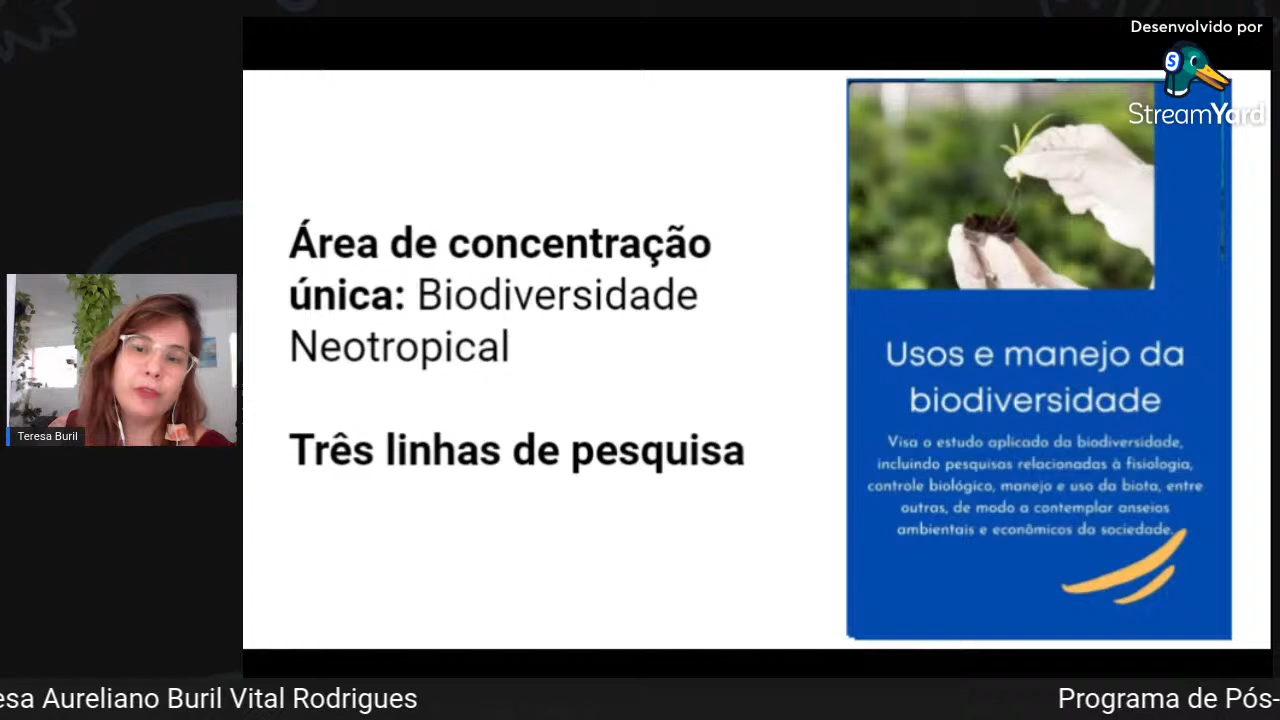 Desenvolvido por
StreamYard
Área de concentração
única: Biodiversidade
Neotropical
Três linhas de pesquisa
Usos e manejo da
biodiversidade
Visa o estudo aplicado da biodiversidade,
incluindo pesquisas relacionadas à fisiologia,
controle biológico, manejo e uso da biota, entre
outras, de modo a contemplar anseios
ambientais e econômicos da sociedade.
Teresa Buril
esa Aureliano Buril Vital Rodrigues
Programa de Pós-